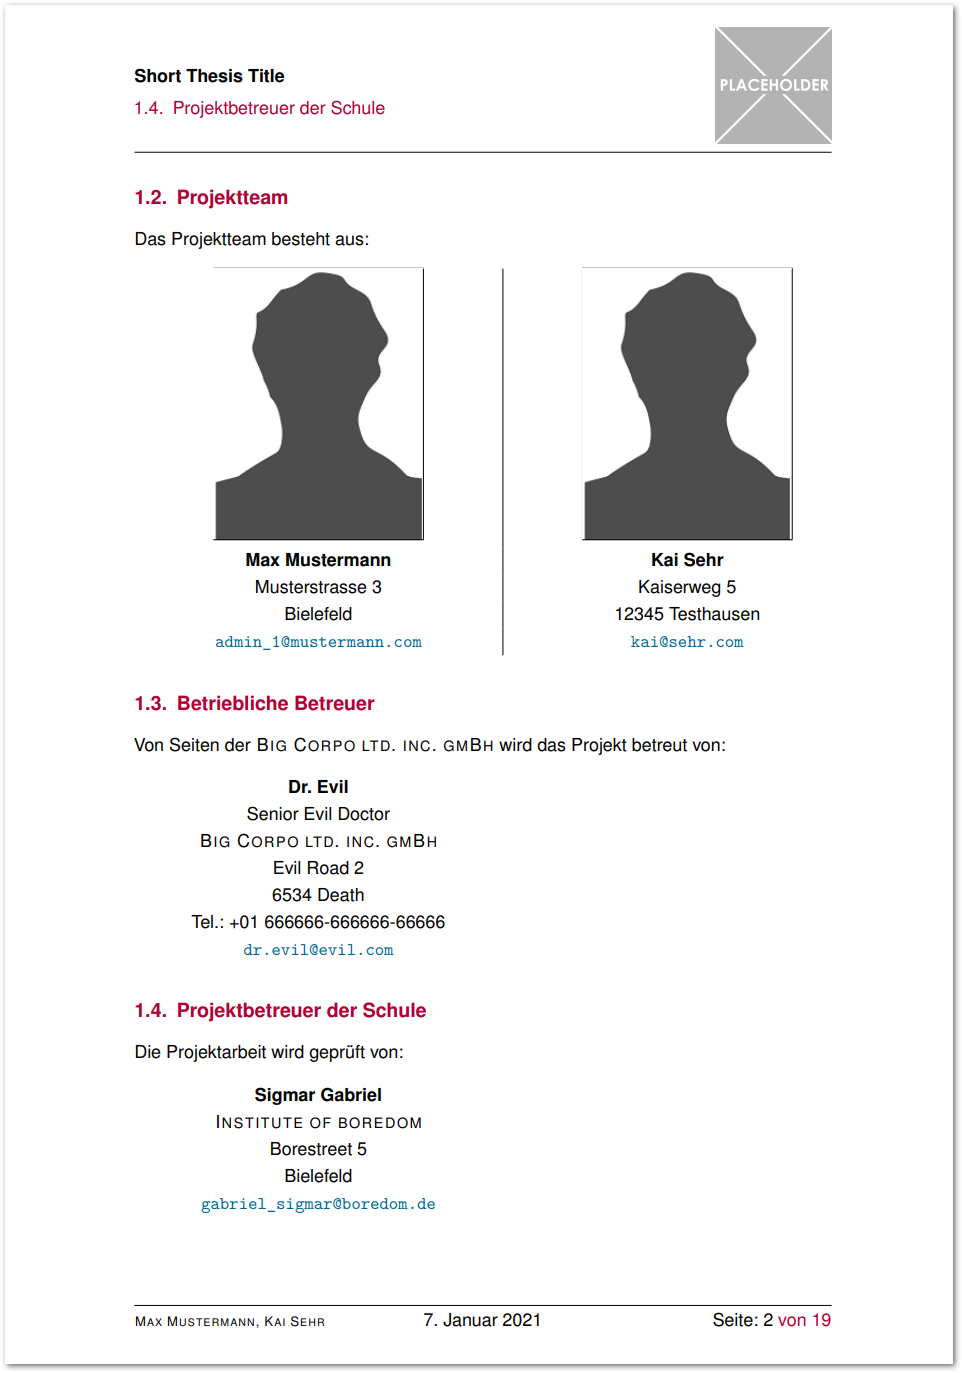 Short Thesis Title
1.4. Projektbetreuer der Schule
PLACEHOLDER
1.2. Projektteam
Das Projektteam besteht aus:
Max Mustermann
Musterstrasse 3
Bielefeld
admin_1@mustermann.com
Kai Sehr
Kaiserweg 5
12345 Testhausen
kai@sehr.com
1.3. Betriebliche Betreuer
Von Seiten der BIG CORPO LTD. INC. GMBH wird das Projekt betreut von:
Dr. Evil
Senior Evil Doctor
BIG CORPO LTD. INC. GMBH
Evil Road 2
6534 Death
Tel.: +01 666666-666666-66666
dr.evil@evil.com
1.4. Projektbetreuer der Schule
Die Projektarbeit wird geprüft von:
Sigmar Gabriel
INSTITUTE OF BOREDOM
Borestreet 5
Bielefeld
gabriel_sigmar@boredom.de
MAX MUSTERMANN, KAI SEHR
7. Januar 2021
Seite: 2 von 19